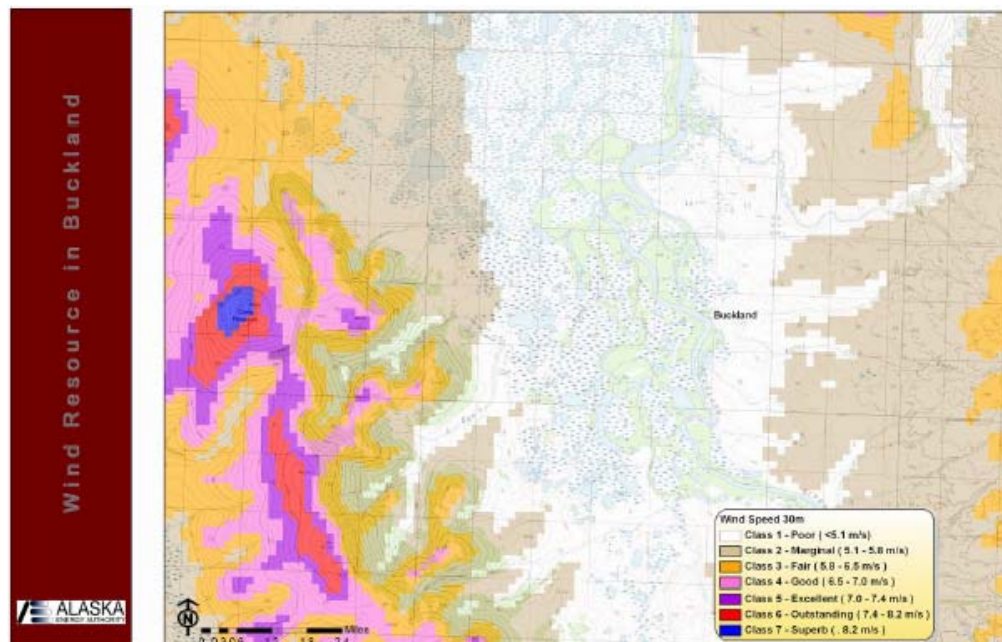 Wind Resource in Buckland
Buckland
Wind Speed 30m
Class 1 - Poor ( <5.1 m/s)
Class 2 - Marginal ( 5.1 - 5.8 m/s)
Class 3 - Fair ( 5.8 - 6.5 m/s)
Class 4 - Good ( 6.5 - 7.0 m/s)
Class 5 - Excellent ( 7.0 - 7.4 m/s)
Class 6 - Outstanding ( 7.4 - 8.2 m/s)
Class 7 - Superb ( . 8.2 m/s)
N
Miles
ALASKA
ENERGY AUTHORITY